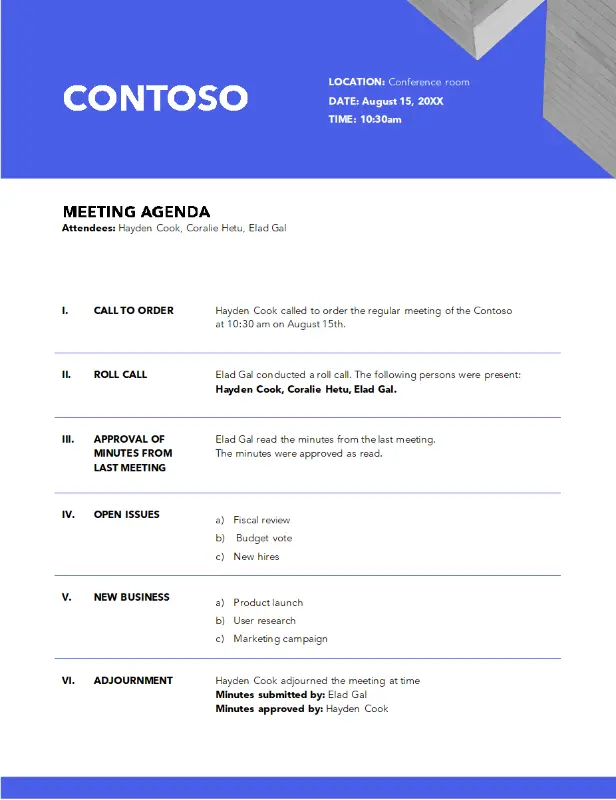 CONTOSO
LOCATION: Conference room
DATE: August 15, 20XX
TIME: 10:30am
MEETING AGENDA
Attendees: Hayden Cook, Coralie Hetu, Elad Gal
I. CALL TO ORDER Hayden Cook called to order the regular meeting of the Contoso
at 10:30 am on August 15th.
II. ROLL CALL Elad Gal conducted a roll call. The following persons were present:
Hayden Cook, Coralie Hetu, Elad Gal.
III. APPROVAL OF Elad Gal read the minutes from the last meeting.
MINUTES FROM The minutes were approved as read.
LAST MEETING
IV. OPEN ISSUES
a) Fiscal review
b) Budget vote
c) New hires
V. NEW BUSINESS
a) Product launch
b) User research
c) Marketing campaign
VI. ADJOURNMENT Hayden Cook adjourned the meeting at time
Minutes submitted by: Elad Gal
Minutes approved by: Hayden Cook